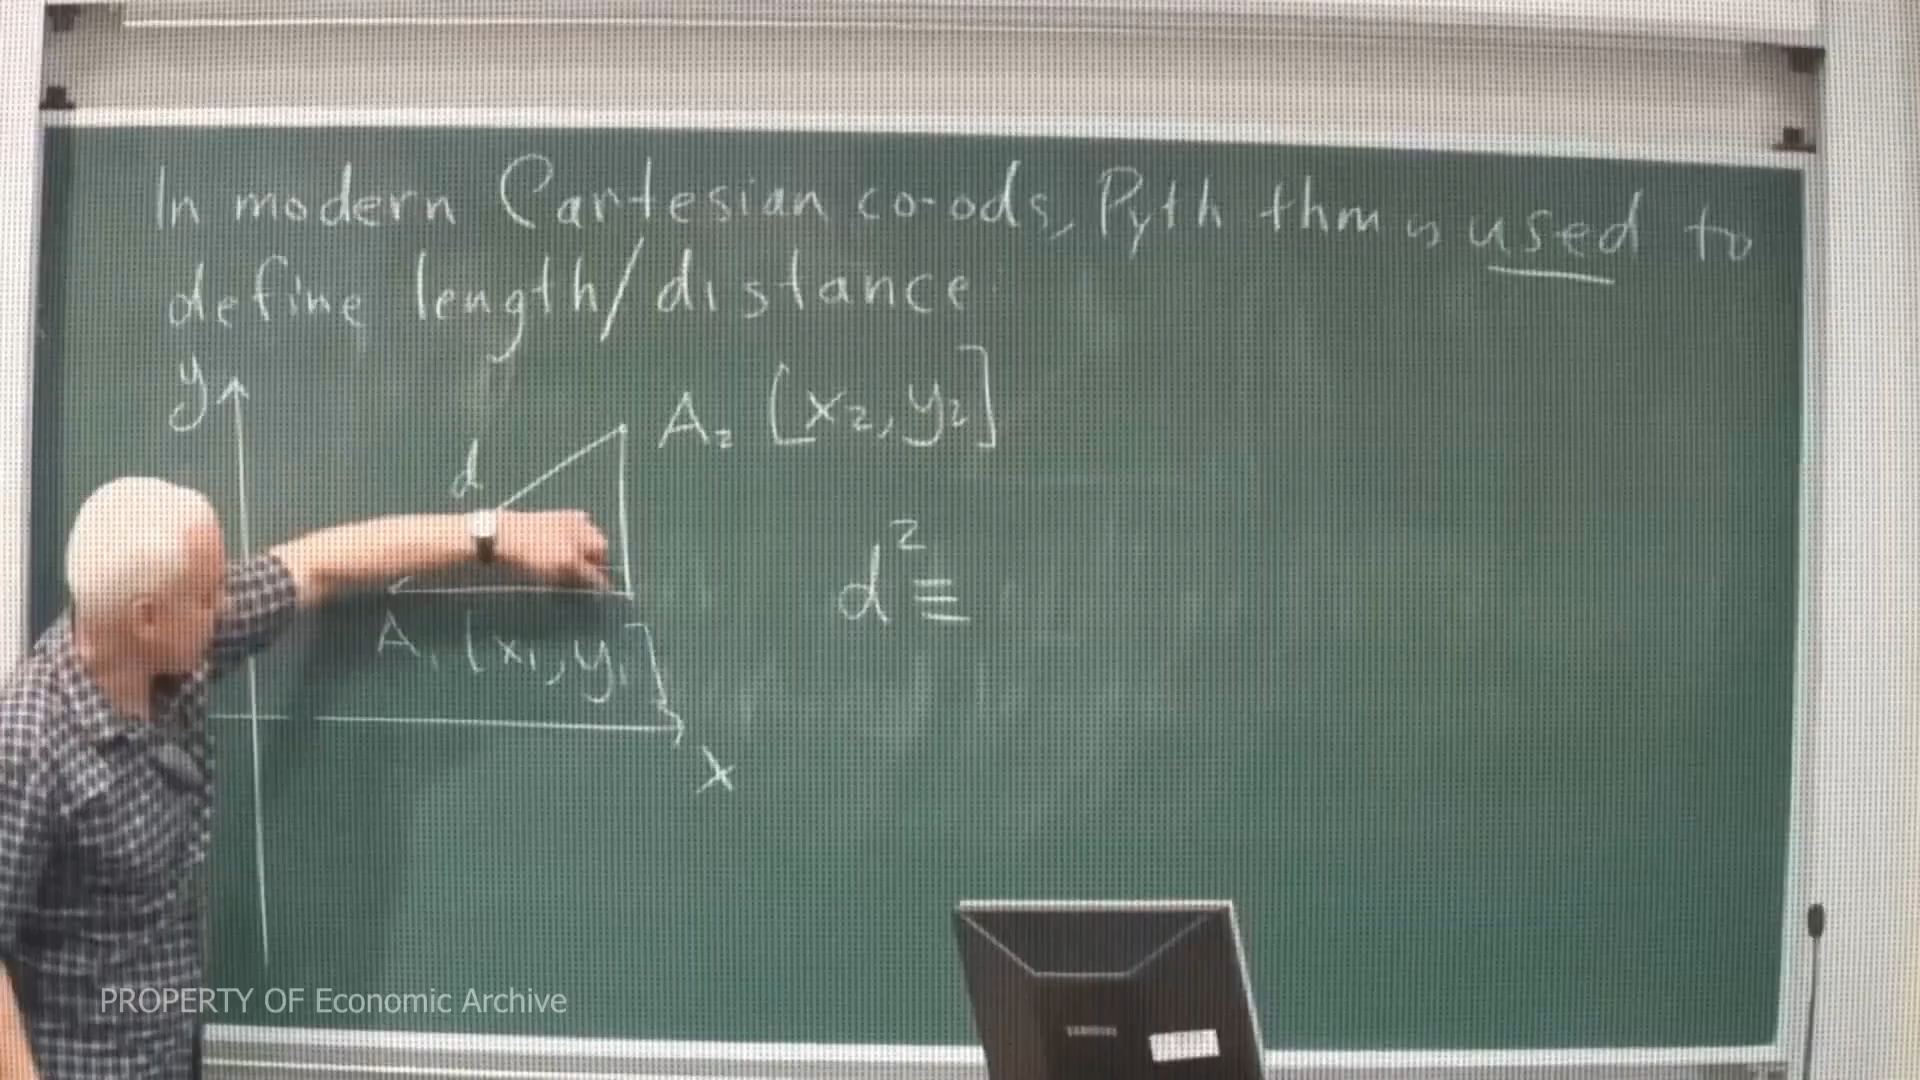 In modern Cartesian co-ods, Pyth thm is used to
define length/distance
y
A₂ [x₂, y₂]
d
d² ≡
A₁ [x₁, y₁]
x
PROPERTY OF Economic Archive
SAMSUNG